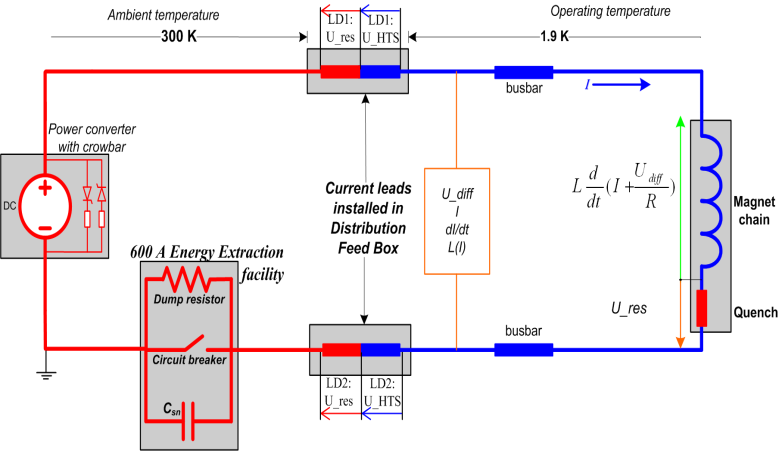 Ambient temperature
300 K
LD1:
U_res
LD1:
U_HTS
Operating temperature
1.9 K
busbar
I
Power converter
with crowbar
DC
Current leads
installed in
Distribution
Feed Box
U_diff
I
dI/dt
L(I)
L d/dt (I + U_diff/R)
Magnet
chain
600 A Energy Extraction
facility
Dump resistor
Circuit breaker
C_sn
U_res
Quench
busbar
LD2:
U_res
LD2:
U_HTS